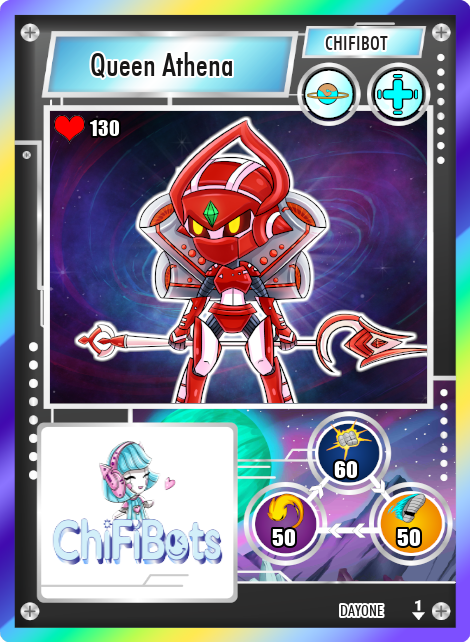 Queen Athena
CHIFIBOT
130
60
50
50
ChiFiBots
DAYONE
1